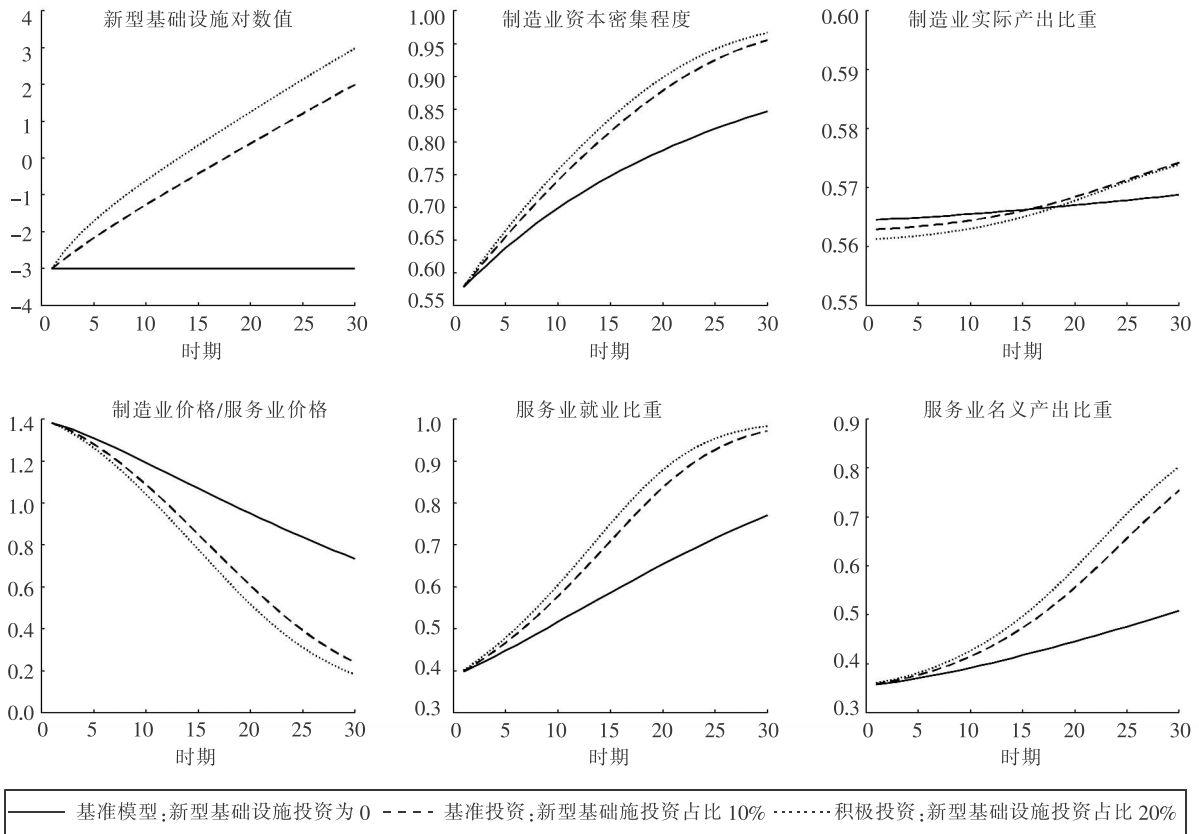 新型基础设施对数值
4
3
2
1
0
-1
-2
-3
-4
0 5 10 15 20 25 30
时期
制造业资本密集程度
1.00
0.95
0.90
0.85
0.80
0.75
0.70
0.65
0.60
0.55
0 5 10 15 20 25 30
时期
制造业实际产出比重
0.60
0.59
0.58
0.57
0.56
0.55
0 5 10 15 20 25 30
时期
制造业价格/服务业价格
1.4
1.2
1.0
0.8
0.6
0.4
0.2
0.0
0 5 10 15 20 25 30
时期
服务业就业比重
1.0
0.9
0.8
0.7
0.6
0.5
0.4
0.3
0 5 10 15 20 25 30
时期
服务业名义产出比重
0.9
0.8
0.7
0.6
0.5
0.4
0.3
0 5 10 15 20 25 30
时期
基准模型:新型基础设施投资为 0 基准投资:新型基础施投资占比 10% 积极投资:新型基础设施投资占比 20%